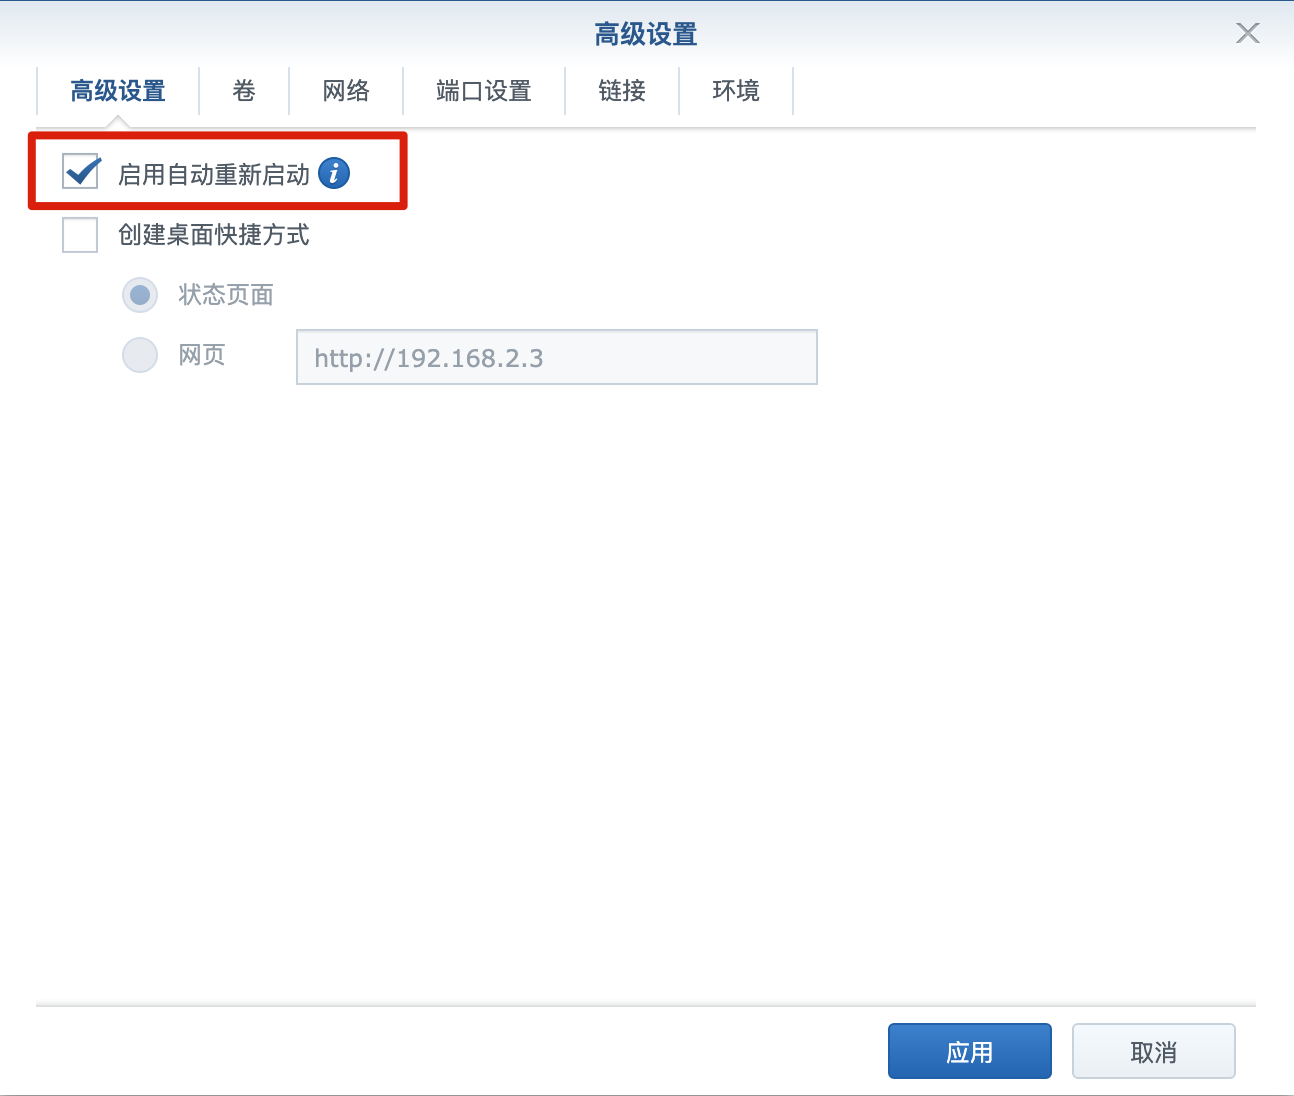 高级设置
高级设置 卷 网络 端口设置 链接 环境
启用自动重新启动 i
创建桌面快捷方式
状态页面
网页 http://192.168.2.3
应用 取消